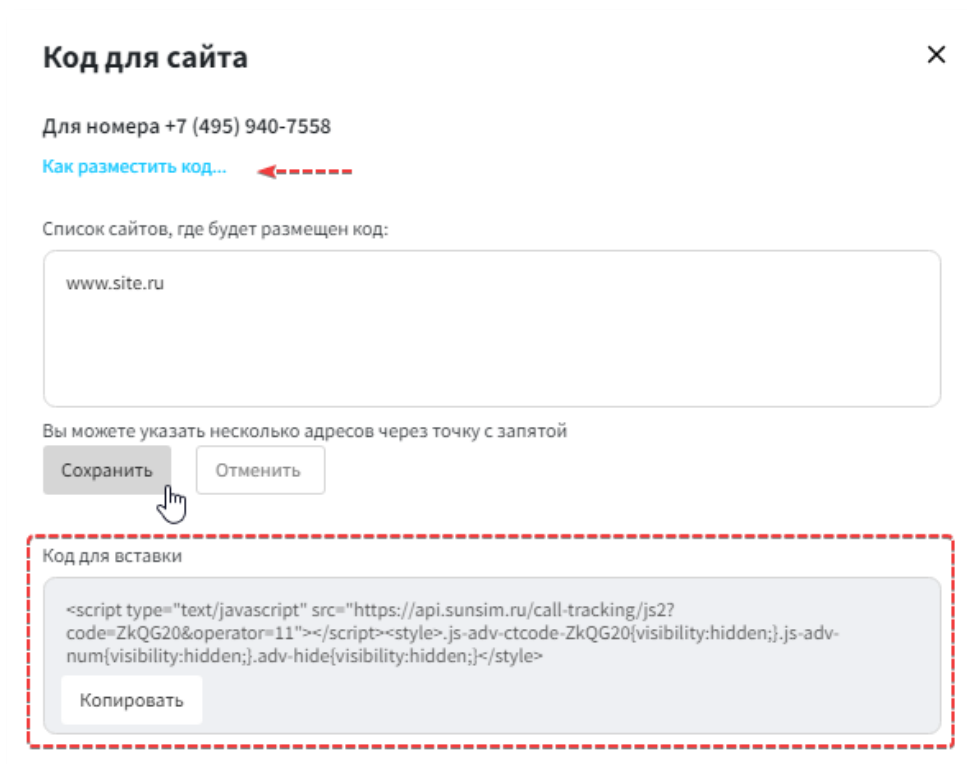 Код для сайта
Для номера +7 (495) 940-7558
Как разместить код...
Список сайтов, где будет размещен код:
www.site.ru
Вы можете указать несколько адресов через точку с запятой
Сохранить
Отменить
Код для вставки
<script type="text/javascript" src="https://api.sunsim.ru/call-tracking/js2?
code=ZkQG20&operator=11"></script><style>.js-adv-ctcode-ZkQG20{visibility:hidden;}.js-adv-
num{visibility:hidden;}.adv-hide{visibility:hidden;}</style>
Копировать